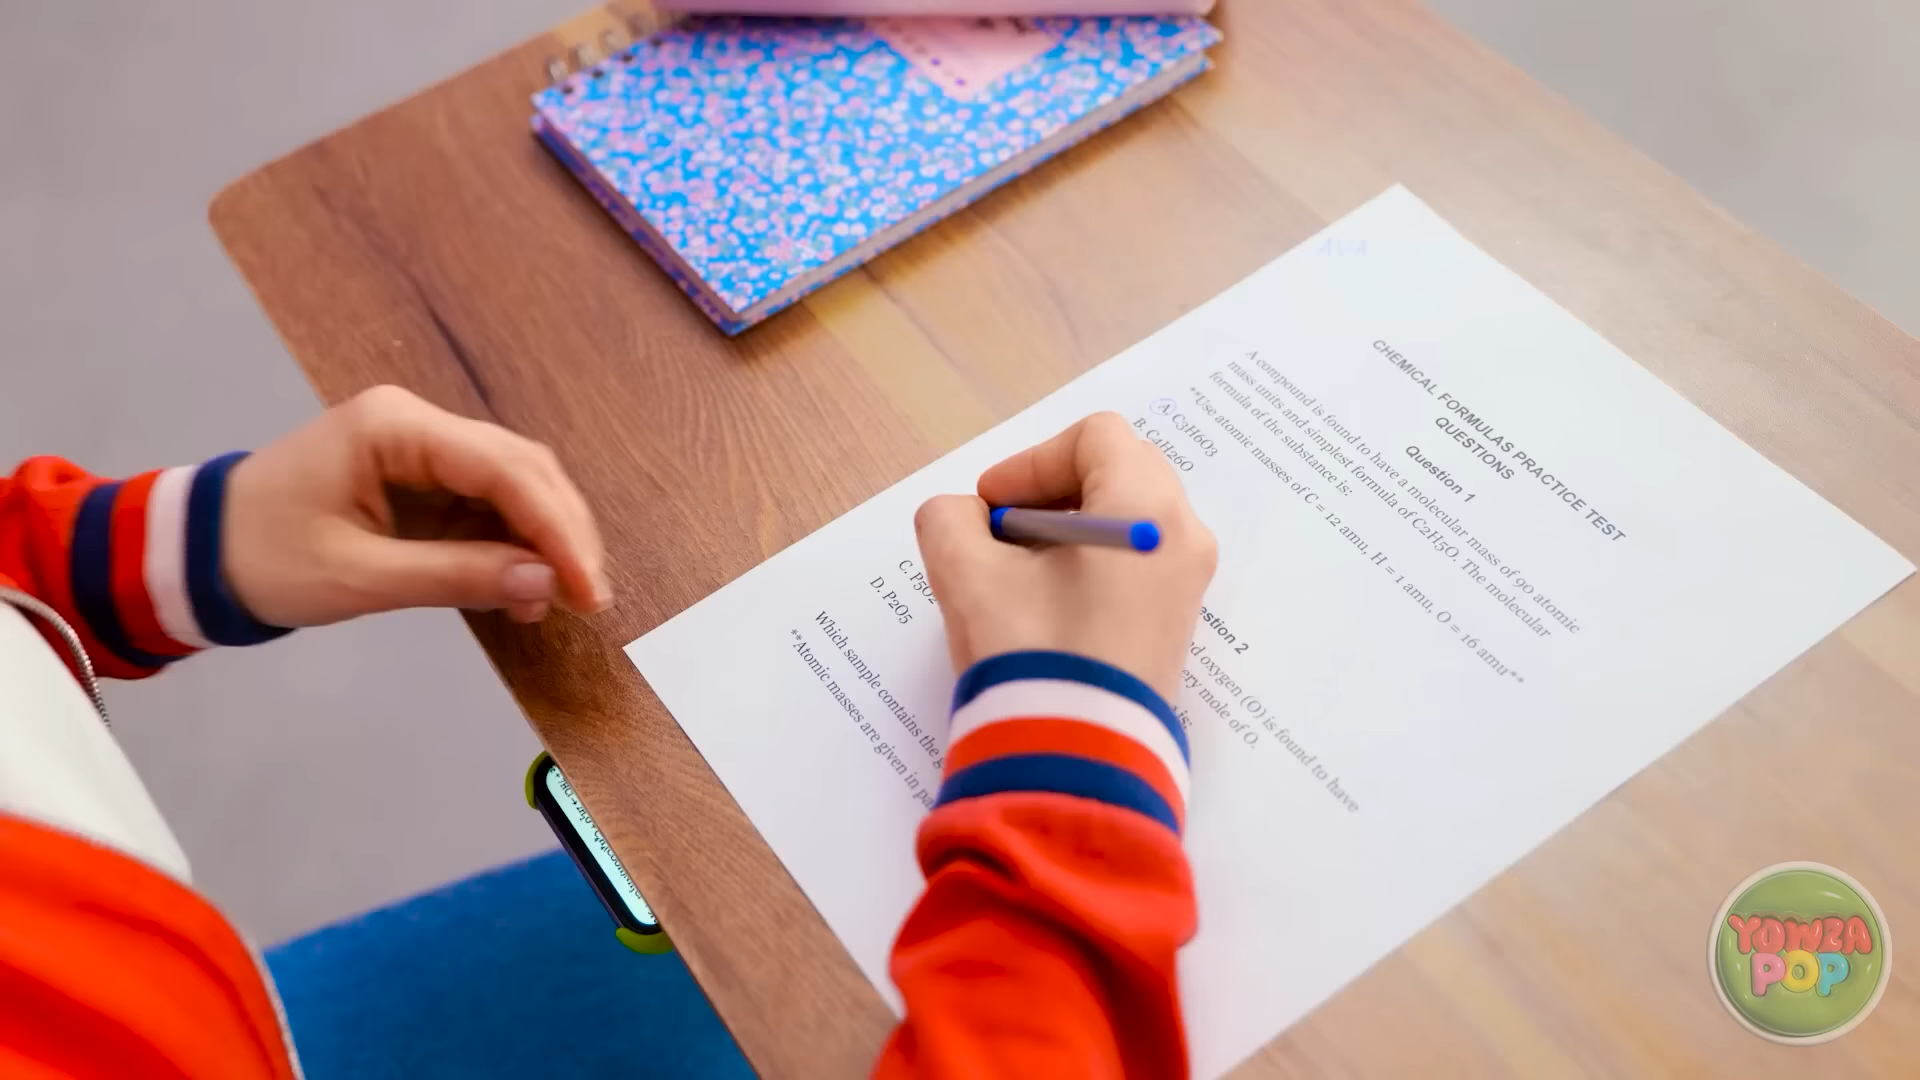 AVA
CHEMICAL FORMULAS PRACTICE TEST
QUESTIONS
Question 1
A compound is found to have a molecular mass of 90 atomic
mass units and simplest formula of C2H5O. The molecular
formula of the substance is:
**Use atomic masses of C = 12 amu, H = 1 amu, O = 16 amu**
A. C3H6O3
B. C4H26O
estion 2
d oxygen (O) is found to have
ery mole of O.
is:
C. P5O2
D. P2O5
Which sample contains the g
**Atomic masses are given in pa
YOWZA
POP